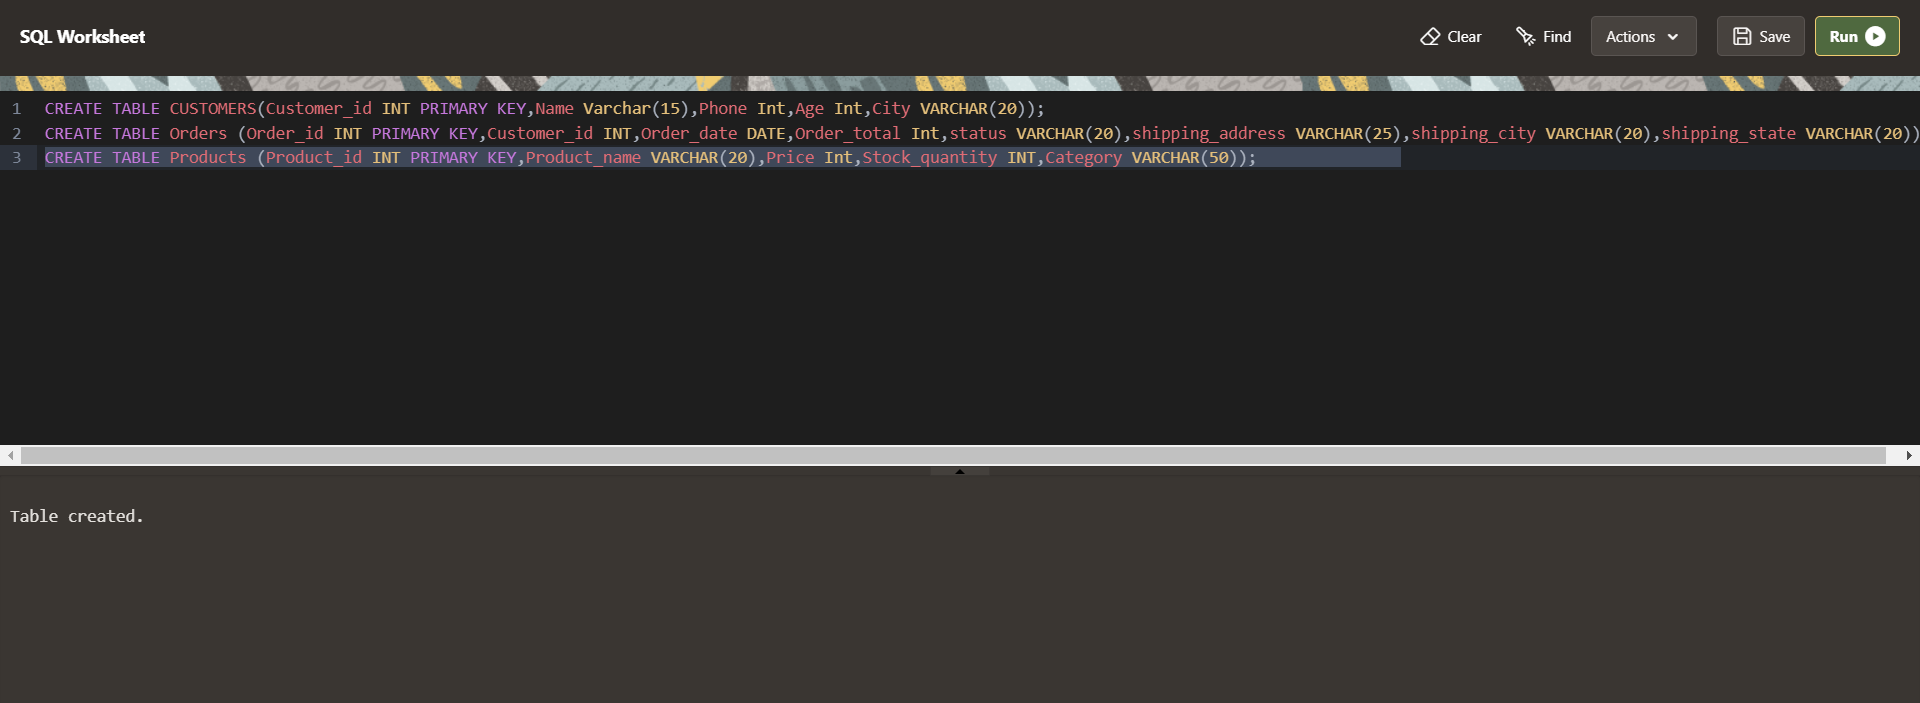 SQL Worksheet
Clear
Find
Actions
Save
Run
1 CREATE TABLE CUSTOMERS(Customer_id INT PRIMARY KEY,Name Varchar(15),Phone Int,Age Int,City VARCHAR(20));
2 CREATE TABLE Orders (Order_id INT PRIMARY KEY,Customer_id INT,Order_date DATE,Order_total Int,status VARCHAR(20),shipping_address VARCHAR(25),shipping_city VARCHAR(20),shipping_state VARCHAR(20))
3 CREATE TABLE Products (Product_id INT PRIMARY KEY,Product_name VARCHAR(20),Price Int,Stock_quantity INT,Category VARCHAR(50));
Table created.